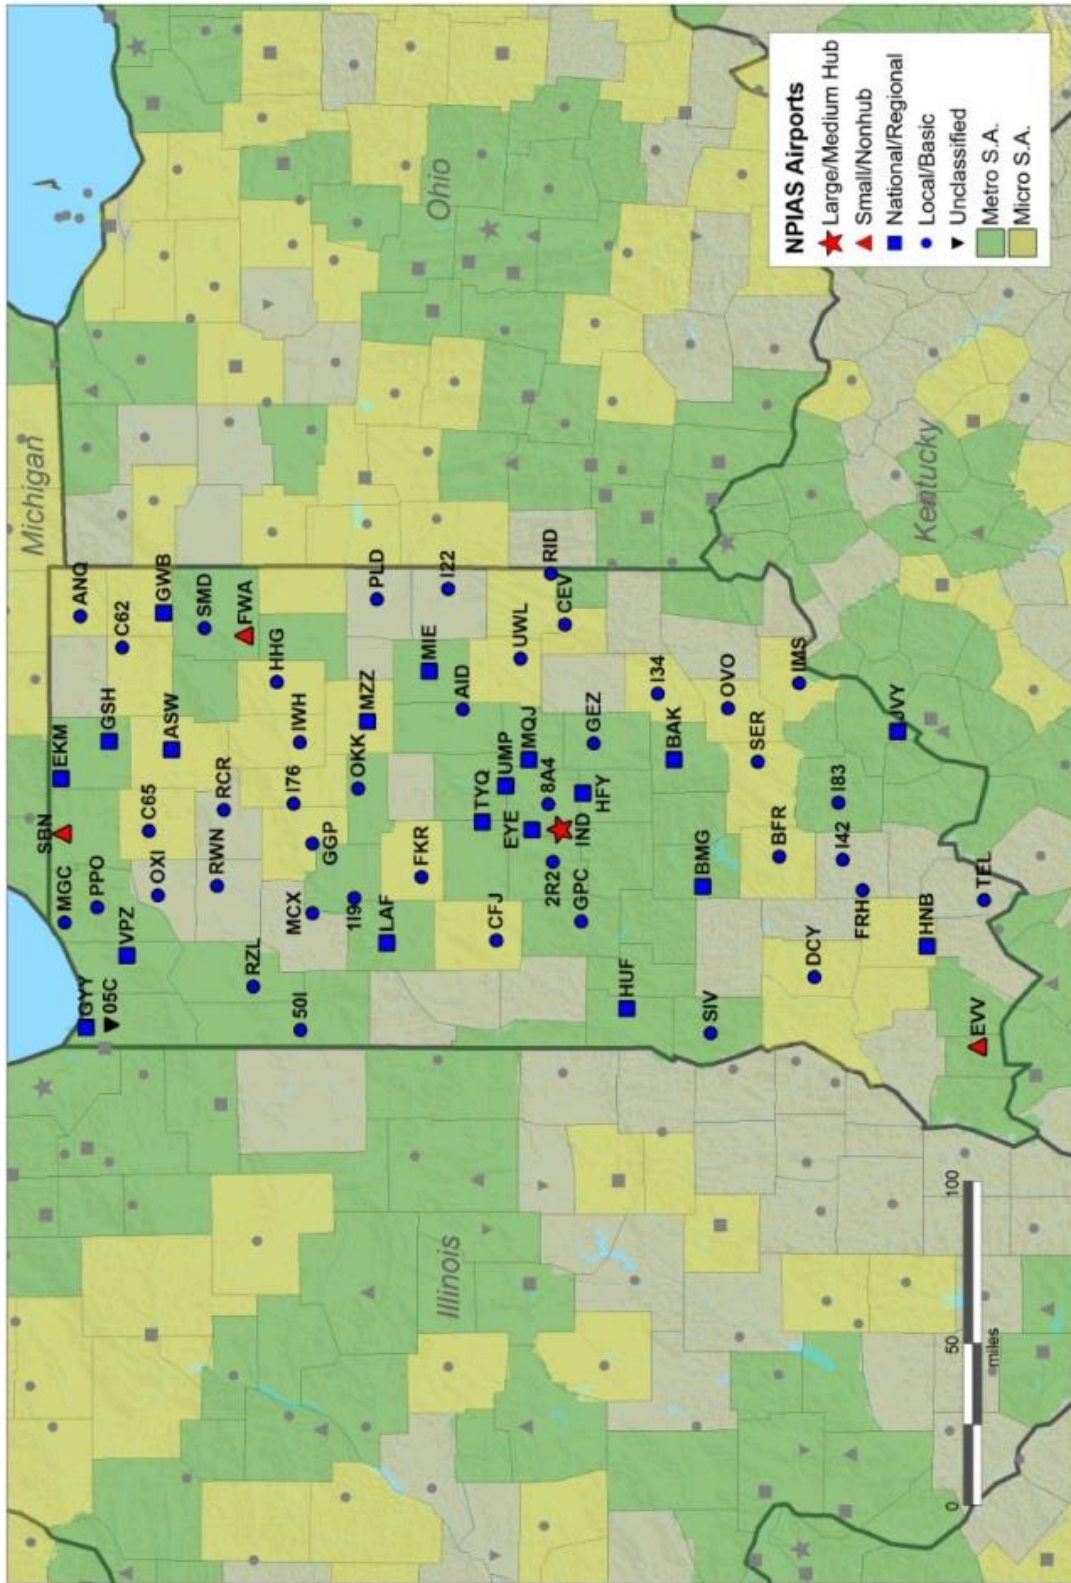 Michigan
Ohio
Kentucky
Illinois
SBN
EKM
GSH
ANQ
C62
GWB
ASW
SMD
FWA
HHG
MGC
PPO
VPZ
GYY
05C
C65
OXI
RCR
RWN
IWH
I76
GGP
MCX
RZL
50I
1I9
LAF
OKK
MZZ
PLD
I22
MIE
AID
FKR
CFJ
TYQ
UMP
MQJ
EYE
8A4
IND
HFY
2R2
GPC
GEZ
UWL
RID
CEV
I34
BAK
HUF
BMG
SIV
OVO
SER
IMS
BFR
DCY
I42
I83
FRH
JVY
HNB
TEL
EVV
NPIAS Airports
Large/Medium Hub
Small/Nonhub
National/Regional
Local/Basic
Unclassified
Metro S.A.
Micro S.A.
0 50 100
miles